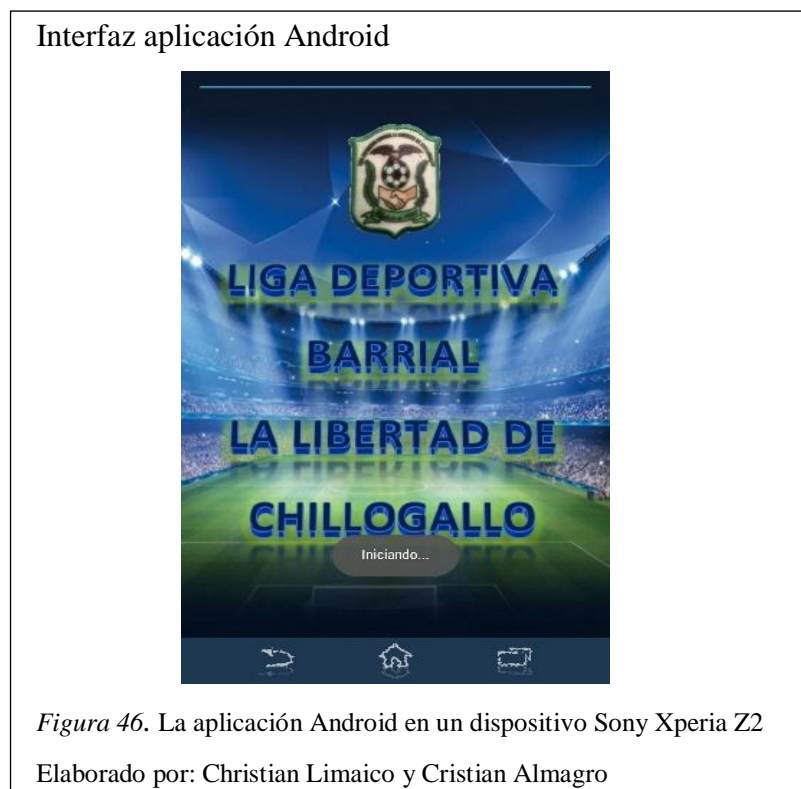 Interfaz aplicación Android
LIGA DEPORTIVA
BARRIAL
LA LIBERTAD DE
CHILLOGALLO
Iniciando...
Figura 46. La aplicación Android en un dispositivo Sony Xperia Z2
Elaborado por: Christian Limaico y Cristian Almagro